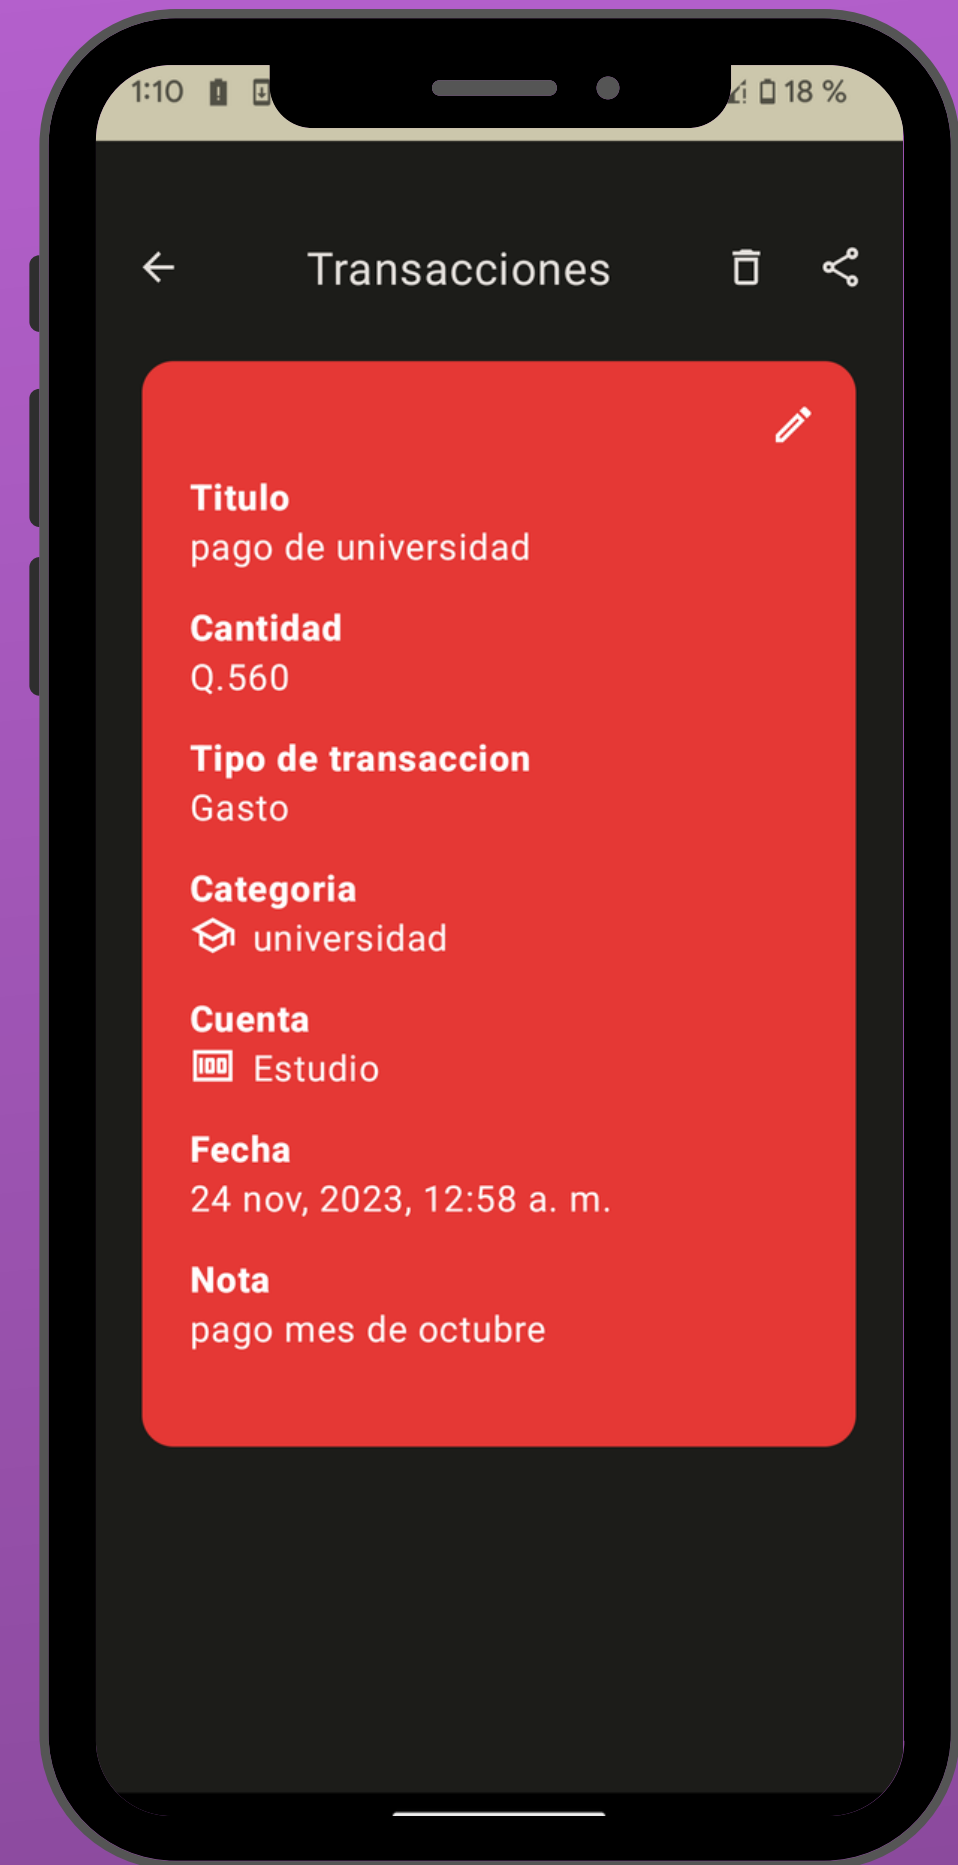 1:10 18 %
Transacciones
Titulo
pago de universidad
Cantidad
Q.560
Tipo de transaccion
Gasto
Categoria
universidad
Cuenta
100 Estudio
Fecha
24 nov, 2023, 12:58 a. m.
Nota
pago mes de octubre